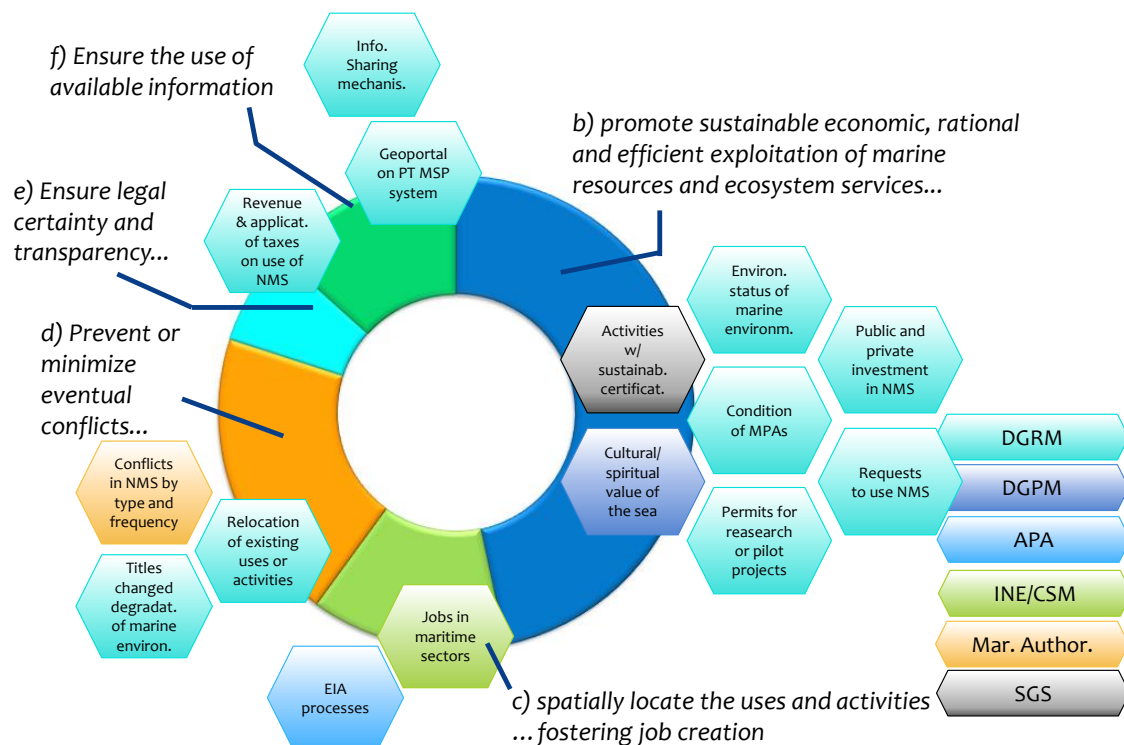 f) Ensure the use of
available information
Info.
Sharing
mechanis.
b) promote sustainable economic, rational
and efficient exploitation of marine
resources and ecosystem services...
Geoportal
on PT MSP
system
e) Ensure legal
certainty and
transparency...
Revenue
& applicat.
of taxes
on use of
NMS
Environ.
status of
marine
environm.
d) Prevent or
minimize
eventual
conflicts...
Activities
w/
sustainab.
certificat.
Public and
private
investment
in NMS
Condition
of MPAs
Cultural/
spiritual
value of
the sea
Requests
to use NMS
Permits for
reasearch
or pilot
projects
Conflicts
in NMS by
type and
frequency
Relocation
of existing
uses or
activities
Titles
changed
degradat.
of marine
environ.
Jobs in
maritime
sectors
EIA
processes
c) spatially locate the uses and activities
... fostering job creation
DGRM
DGPM
APA
INE/CSM
Mar. Author.
SGS